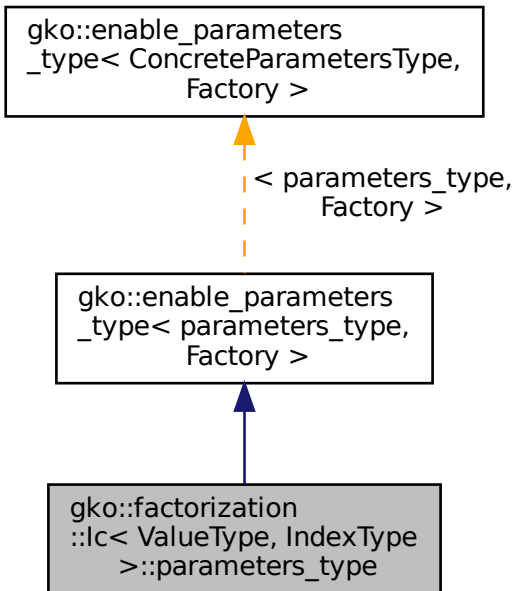 gko::enable_parameters
_type< ConcreteParametersType,
Factory >
< parameters_type,
Factory >
gko::enable_parameters
_type< parameters_type,
Factory >
gko::factorization
::Ic< ValueType, IndexType
>::parameters_type